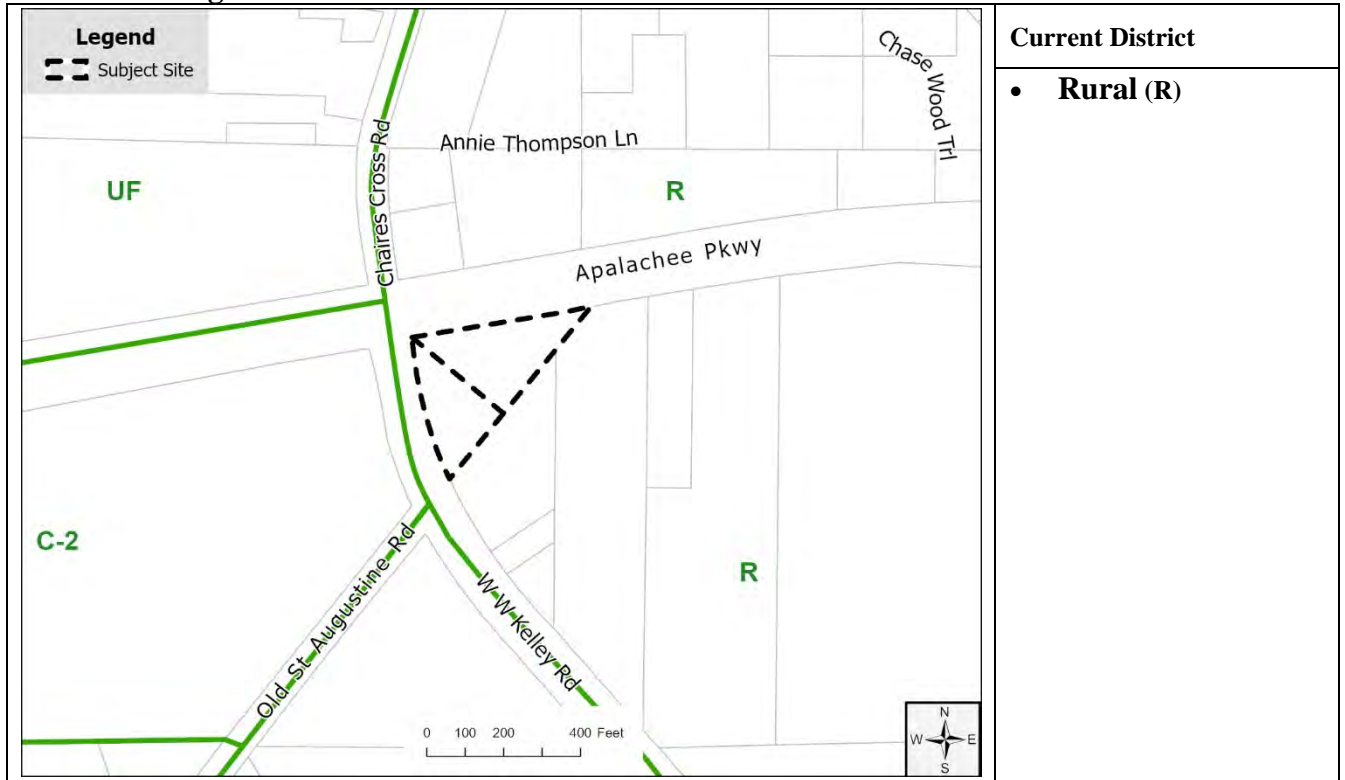 Legend
Subject Site
Current District
• Rural (R)
Chase Wood Trl
Annie Thompson Ln
Chaires Cross Rd
UF
R
Apalachee Pkwy
C-2
R
Old St Augustine Rd
W W Kelley Rd
0 100 200 400 Feet
N
W E
S